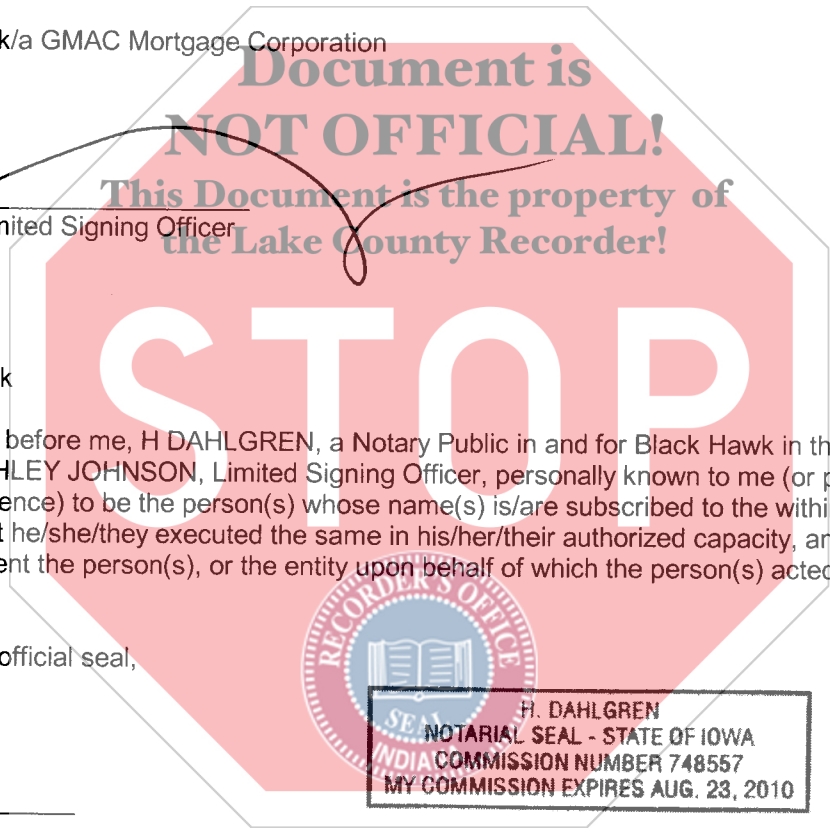 k/a GMAC Mortgage Corporation
Document is
NOT OFFICIAL!
This Document is the property of
the Lake County Recorder!
mited Signing Officer
STOP
k
before me, H DAHLGREN, a Notary Public in and for Black Hawk in th
HLEY JOHNSON, Limited Signing Officer, personally known to me (or p
ence) to be the person(s) whose name(s) is/are subscribed to the withi
t he/she/they executed the same in his/her/their authorized capacity, an
ent the person(s), or the entity upon behalf of which the person(s) acted
RECORDER'S OFFICE
SEAL
INDIANA
official seal,
H. DAHLGREN
NOTARIAL SEAL - STATE OF IOWA
COMMISSION NUMBER 748557
MY COMMISSION EXPIRES AUG. 23, 2010